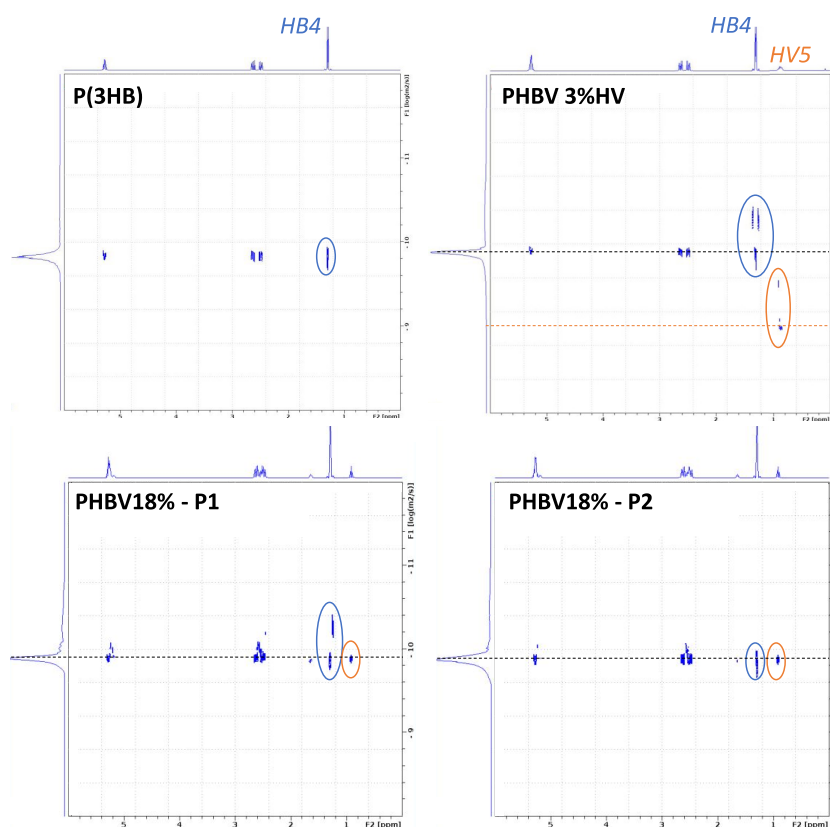 HB4
P(3HB)
F1 [log(m2/s)]
-11
-10
-9
5 4 3 2 1 F2 [ppm]
HB4
HV5
PHBV 3%HV
5 4 3 2 1 F2 [ppm]
PHBV18% - P1
F1 [log(m2/s)]
-11
-10
-9
5 4 3 2 1 F2 [ppm]
PHBV18% - P2
5 4 3 2 1 F2 [ppm]